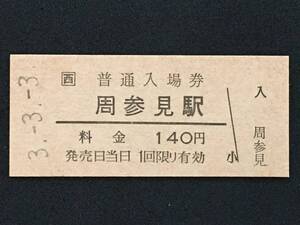 3.-3.-3
西 普通入場券
周参見駅
料金 140円
発売日当日1回限り有効
小
入
周参見